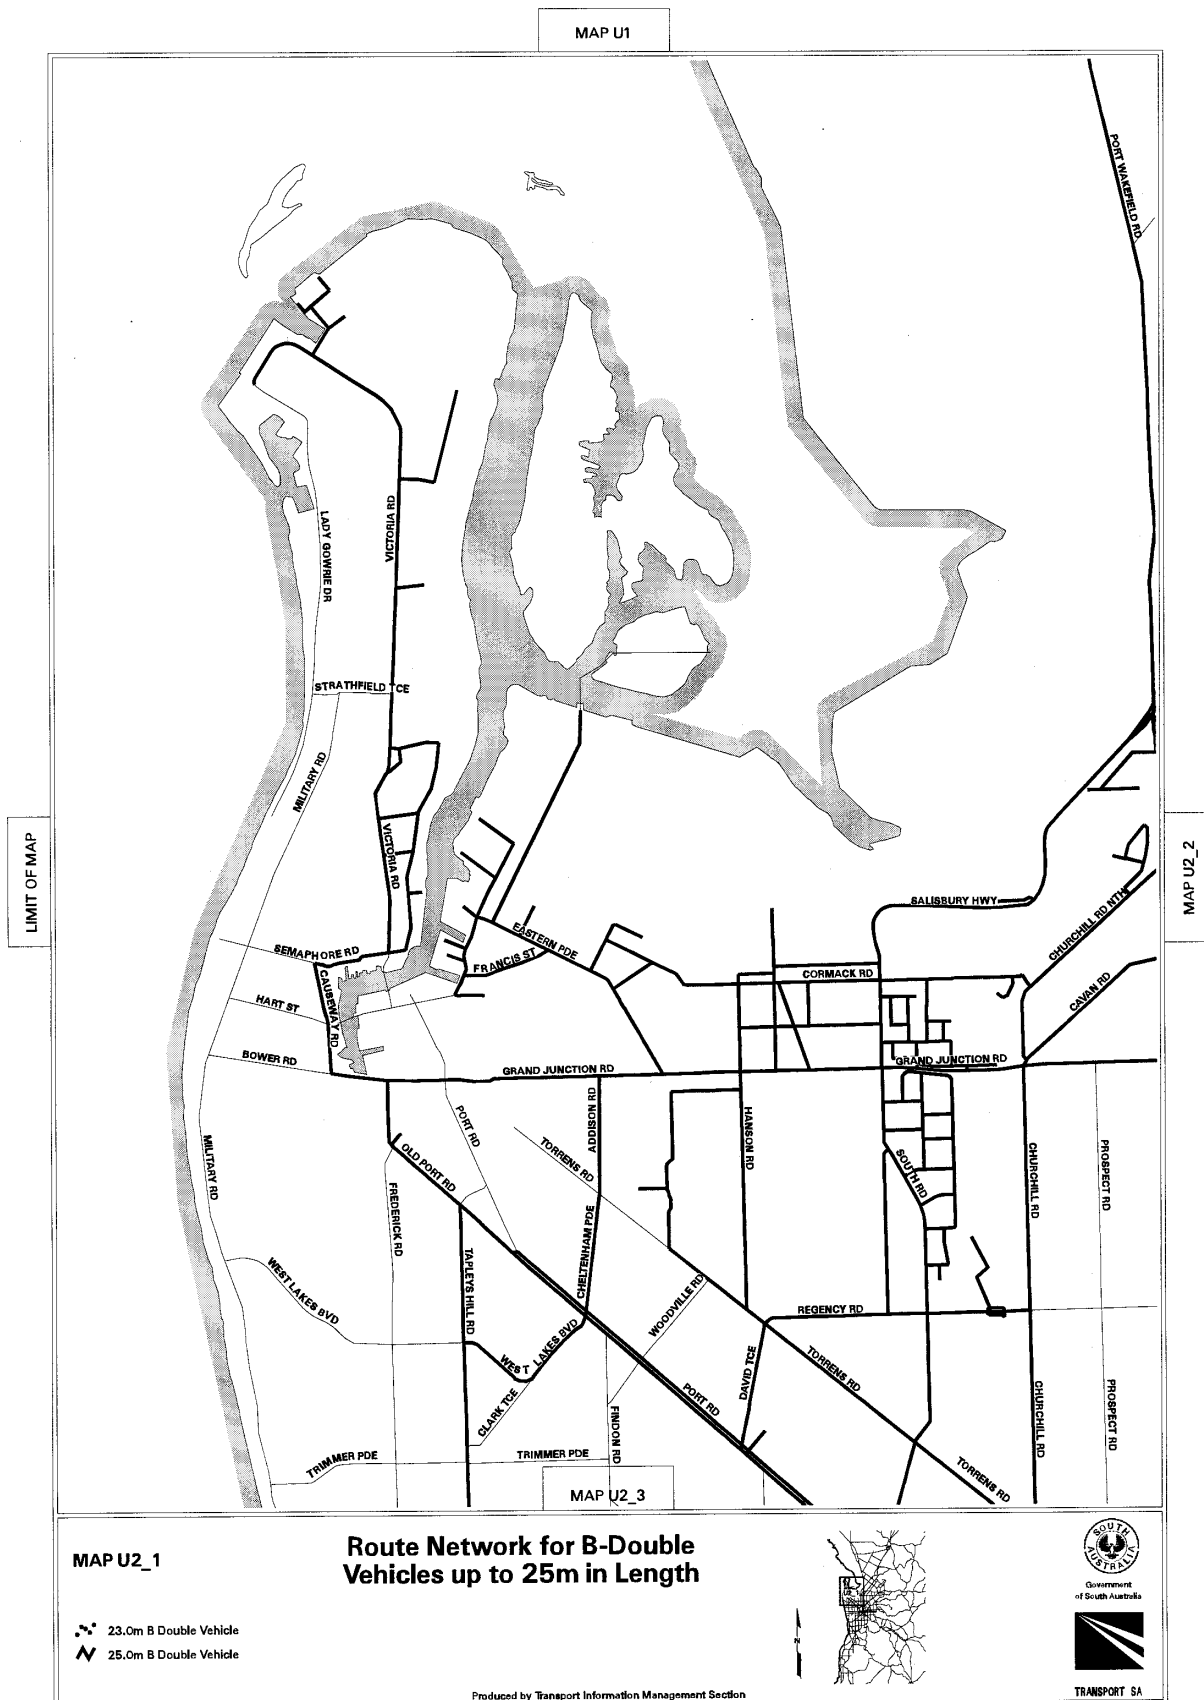 MAP U1
PORT WAKEFIELD RD
LADY GOWRIE DR
VICTORIA RD
STRATHFIELD TCE
MILITARY RD
VICTORIA RD
LIMIT OF MAP
MAP U2_2
SALISBURY HWY
CHURCHILL RD NTH
SEMAPHORE RD
EASTERN PDE
FRANCIS ST
CORMACK RD
CAVAN RD
CAUSEWAY RD
HART ST
BOWER RD
GRAND JUNCTION RD
GRAND JUNCTION RD
PORT RD
ADDISON RD
HANSON RD
TORRENS RD
OLD PORT RD
MILITARY RD
FREDERICK RD
SOUTH RD
CHURCHILL RD
PROSPECT RD
CHELTENHAM PDE
TAPLEYS HILL RD
WEST LAKES BVD
WOODVILLE RD
REGENCY RD
WEST LAKES BVD
DAVID TCE
TORRENS RD
CLARK TCE
PORT RD
FINDON RD
CHURCHILL RD
PROSPECT RD
TRIMMER PDE
TRIMMER PDE
TORRENS RD
MAP U2_3
MAP U2_1
Route Network for B-Double
Vehicles up to 25m in Length
23.0m B Double Vehicle
25.0m B Double Vehicle
N
SOUTH
AUSTRALIA
Government
of South Australia
TRANSPORT SA
Produced by Transport Information Management Section